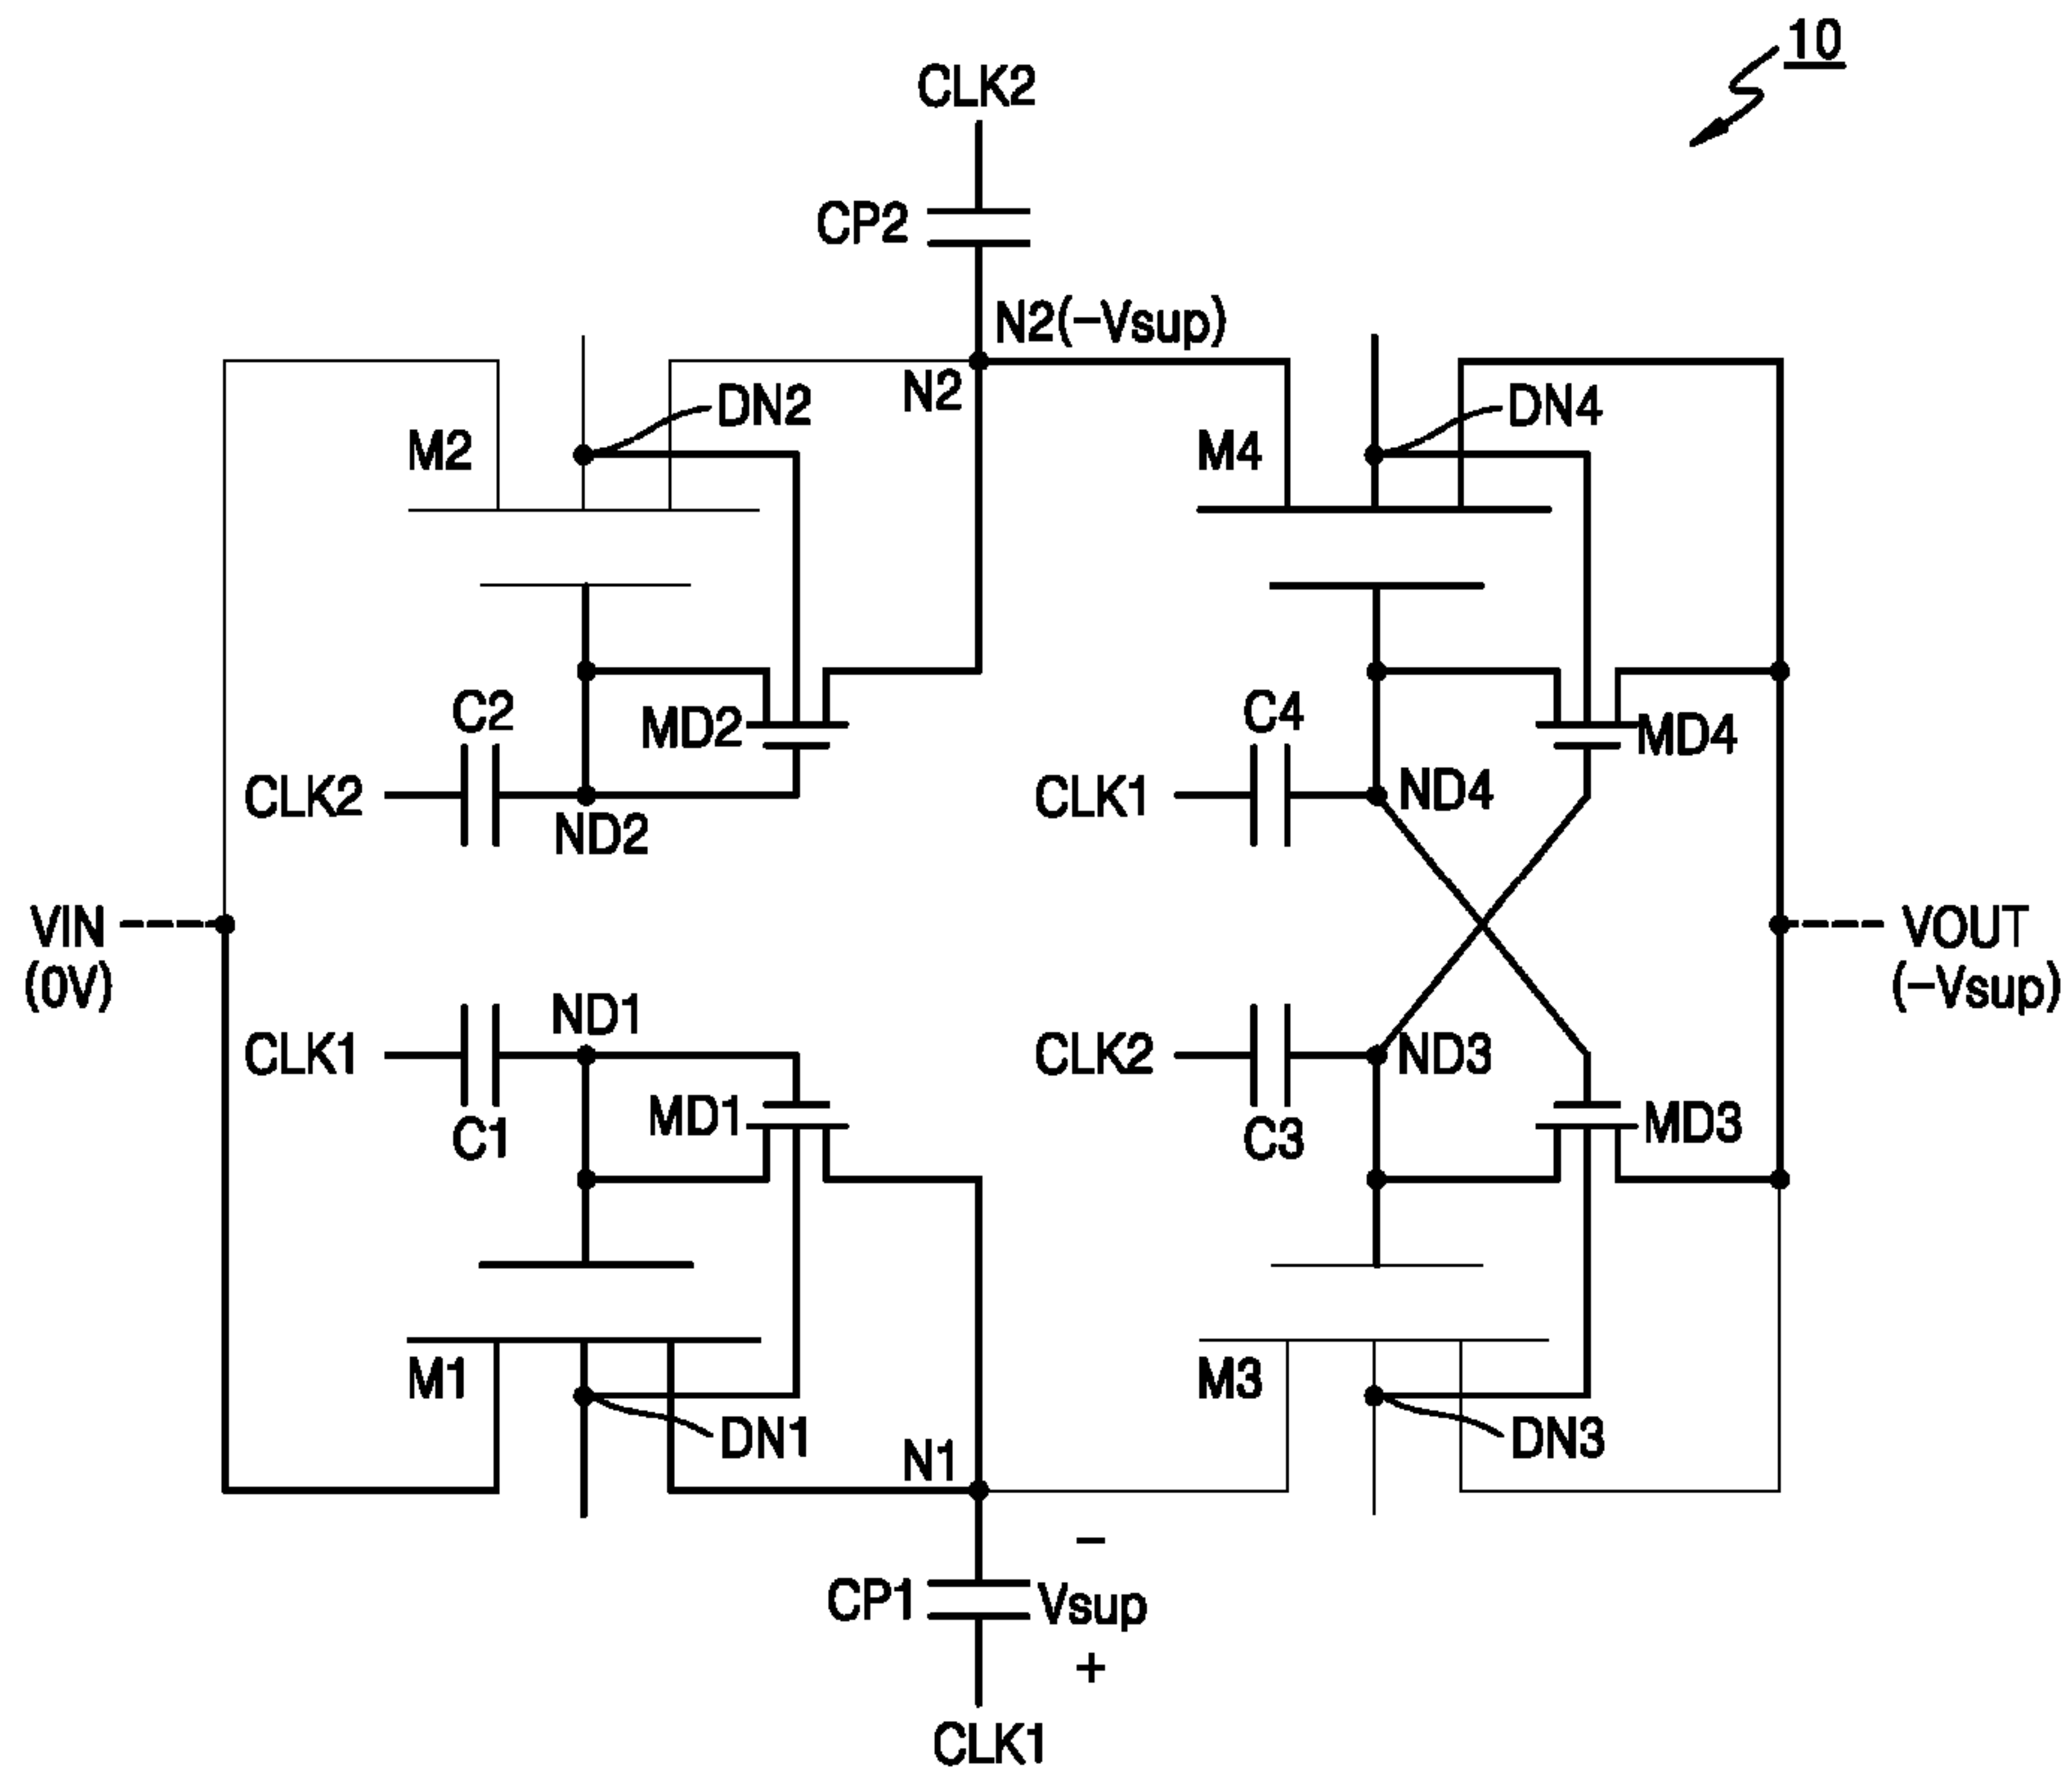 10
CLK2
CP2
N2(-Vsup)
N2
DN2
DN4
M2
M4
C2
MD2
C4
MD4
CLK2
CLK1
ND4
ND2
VIN
(0V)
VOUT
(-Vsup)
ND1
CLK1
CLK2
ND3
C1
MD1
C3
MD3
M1
M3
DN1
DN3
N1
-
CP1
Vsup
+
CLK1